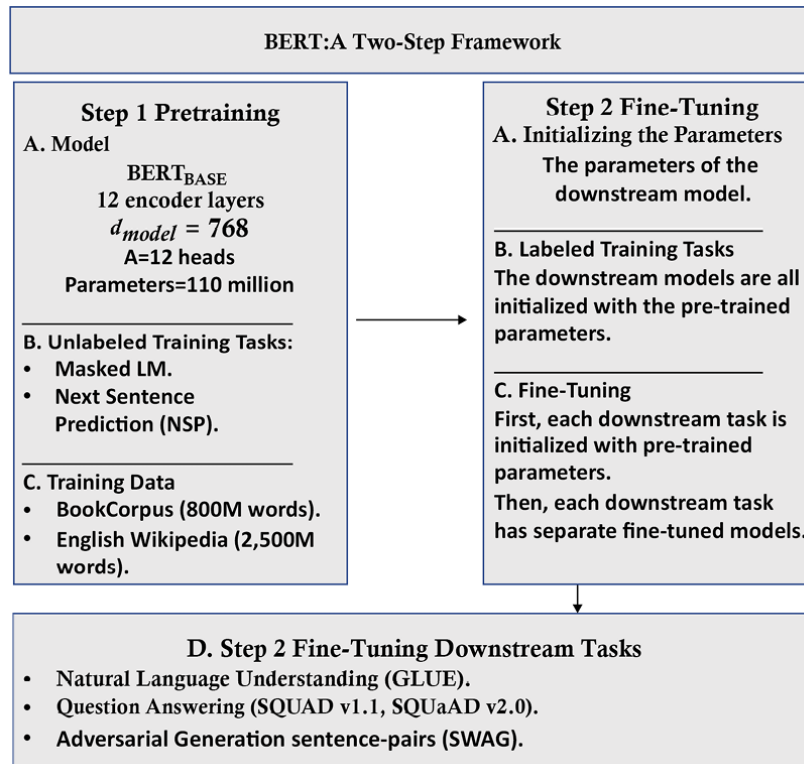 BERT:A Two-Step Framework
Step 1 Pretraining
A. Model
BERTBASE
12 encoder layers
dmodel = 768
A=12 heads
Parameters=110 million
B. Unlabeled Training Tasks:
• Masked LM.
• Next Sentence
Prediction (NSP).
C. Training Data
• BookCorpus (800M words).
• English Wikipedia (2,500M
words).
Step 2 Fine-Tuning
A. Initializing the Parameters
The parameters of the
downstream model.
B. Labeled Training Tasks
The downstream models are all
initialized with the pre-trained
parameters.
C. Fine-Tuning
First, each downstream task is
initialized with pre-trained
parameters.
Then, each downstream task
has separate fine-tuned models.
D. Step 2 Fine-Tuning Downstream Tasks
• Natural Language Understanding (GLUE).
• Question Answering (SQUAD v1.1, SQUaAD v2.0).
• Adversarial Generation sentence-pairs (SWAG).